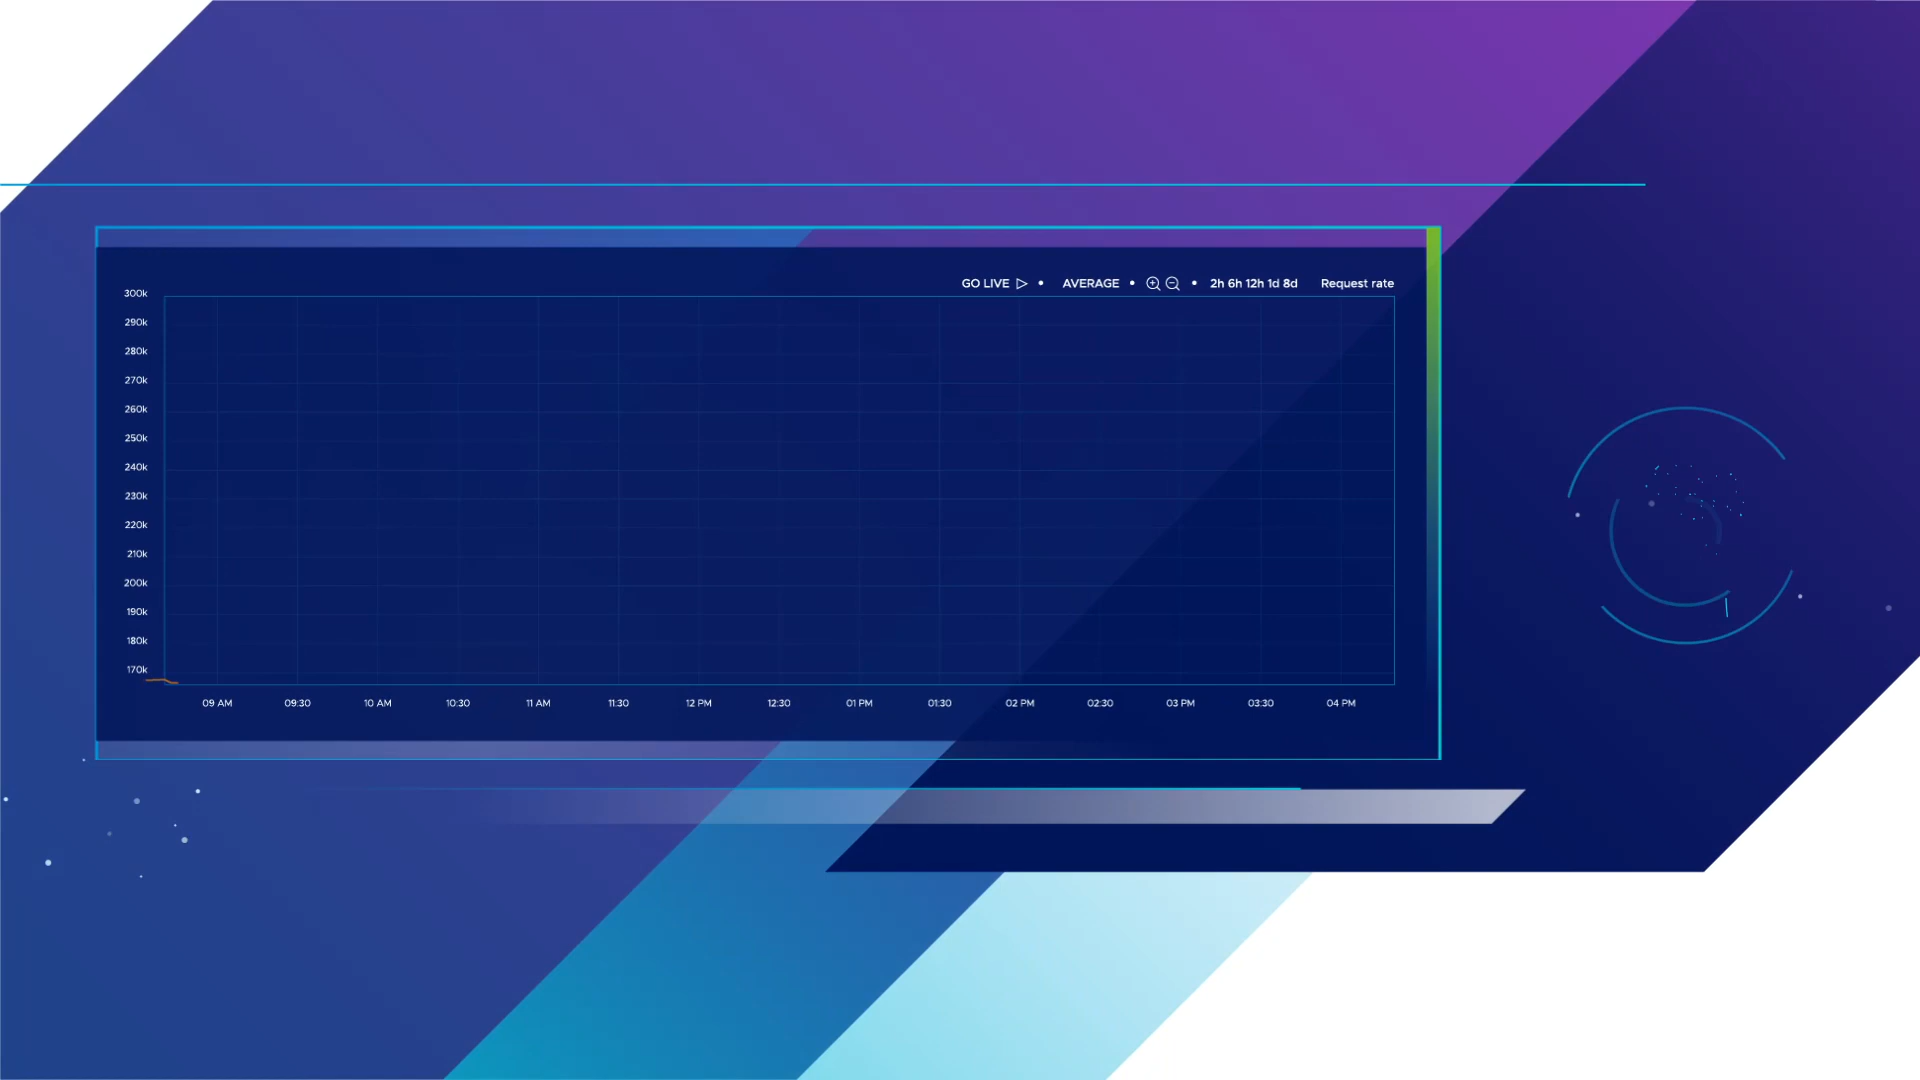 GO LIVE • AVERAGE • • 2h 6h 12h 1d 8d Request rate
300k
290k
280k
270k
260k
250k
240k
230k
220k
210k
200k
190k
180k
170k
09 AM 09:30 10 AM 10:30 11 AM 11:30 12 PM 12:30 01 PM 01:30 02 PM 02:30 03 PM 03:30 04 PM